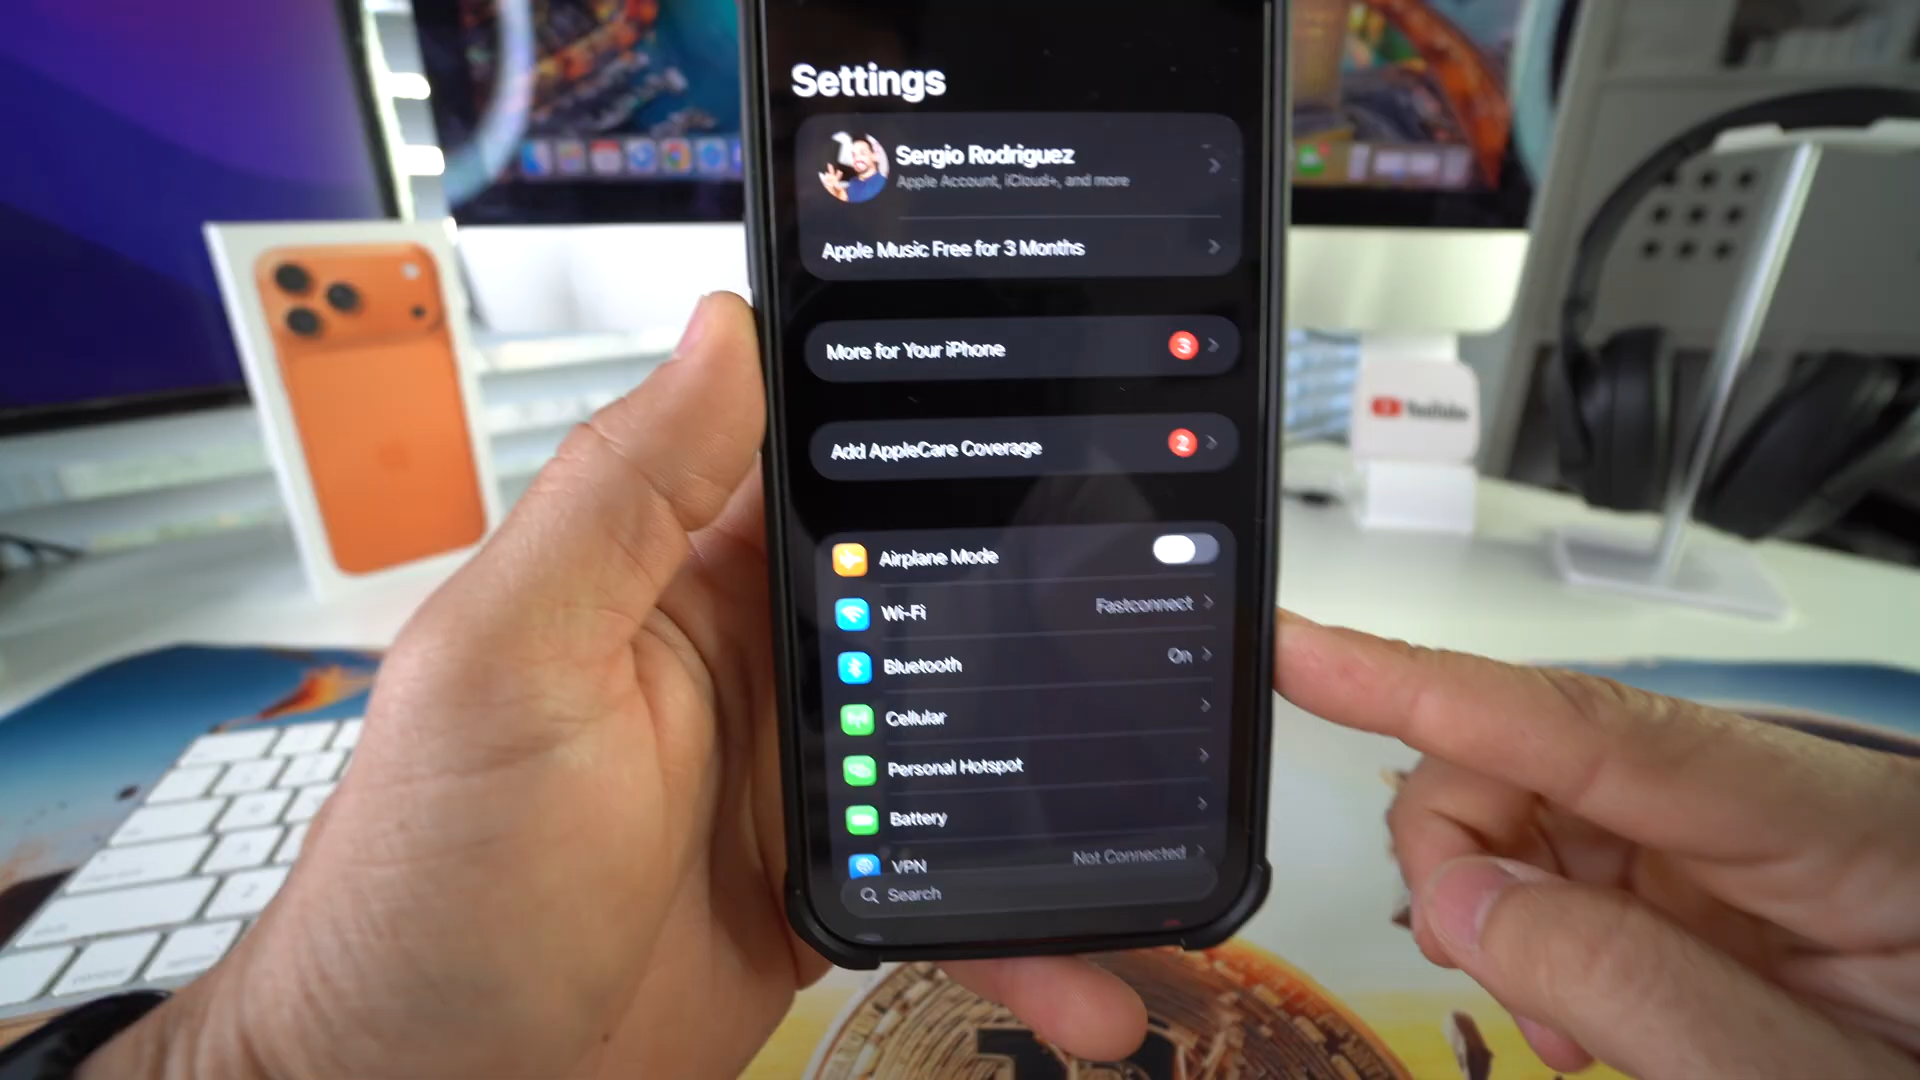 Settings
Sergio Rodriguez
Apple Account, iCloud+, and more
Apple Music Free for 3 Months
More for Your iPhone
3
Add AppleCare Coverage
2
Airplane Mode
Wi-Fi
Fastconnect
Bluetooth
On
Cellular
Personal Hotspot
Battery
VPN
Not Connected
Search
YouTube